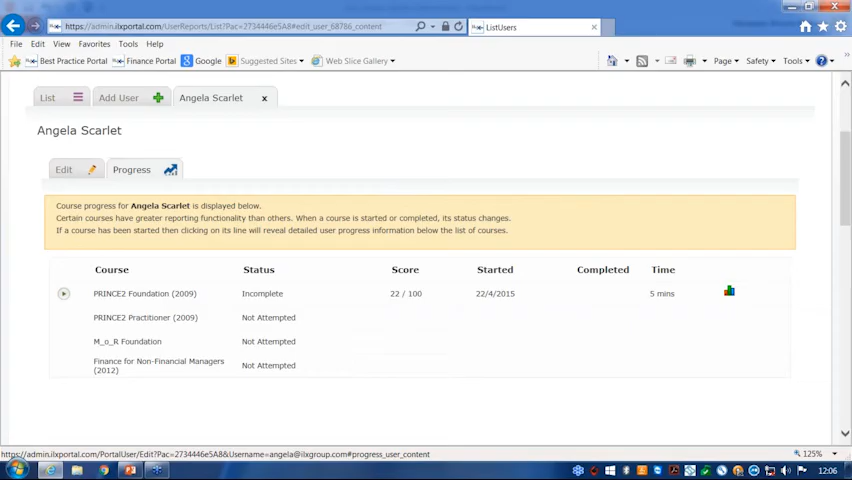 https://admin.ilxportal.com/UserReports/List?Pac=2734446e5A8#edit_user_68786_content
ListUsers
File Edit View Favorites Tools Help
Best Practice Portal Finance Portal Google Suggested Sites Web Slice Gallery Page Safety Tools
List Add User Angela Scarlet x
Angela Scarlet
Edit Progress
Course progress for Angela Scarlet is displayed below.
Certain courses have greater reporting functionality than others. When a course is started or completed, its status changes.
If a course has been started then clicking on its line will reveal detailed user progress information below the list of courses.
Course Status Score Started Completed Time
PRINCE2 Foundation (2009) Incomplete 22 / 100 22/4/2015 5 mins
PRINCE2 Practitioner (2009) Not Attempted
M_o_R Foundation Not Attempted
Finance for Non-Financial Managers (2012) Not Attempted
https://admin.ilxportal.com/PortalUser/Edit?Pac=2734446e5A8&Username=angela@ilxgroup.com#progress_user_content
125%
12:06